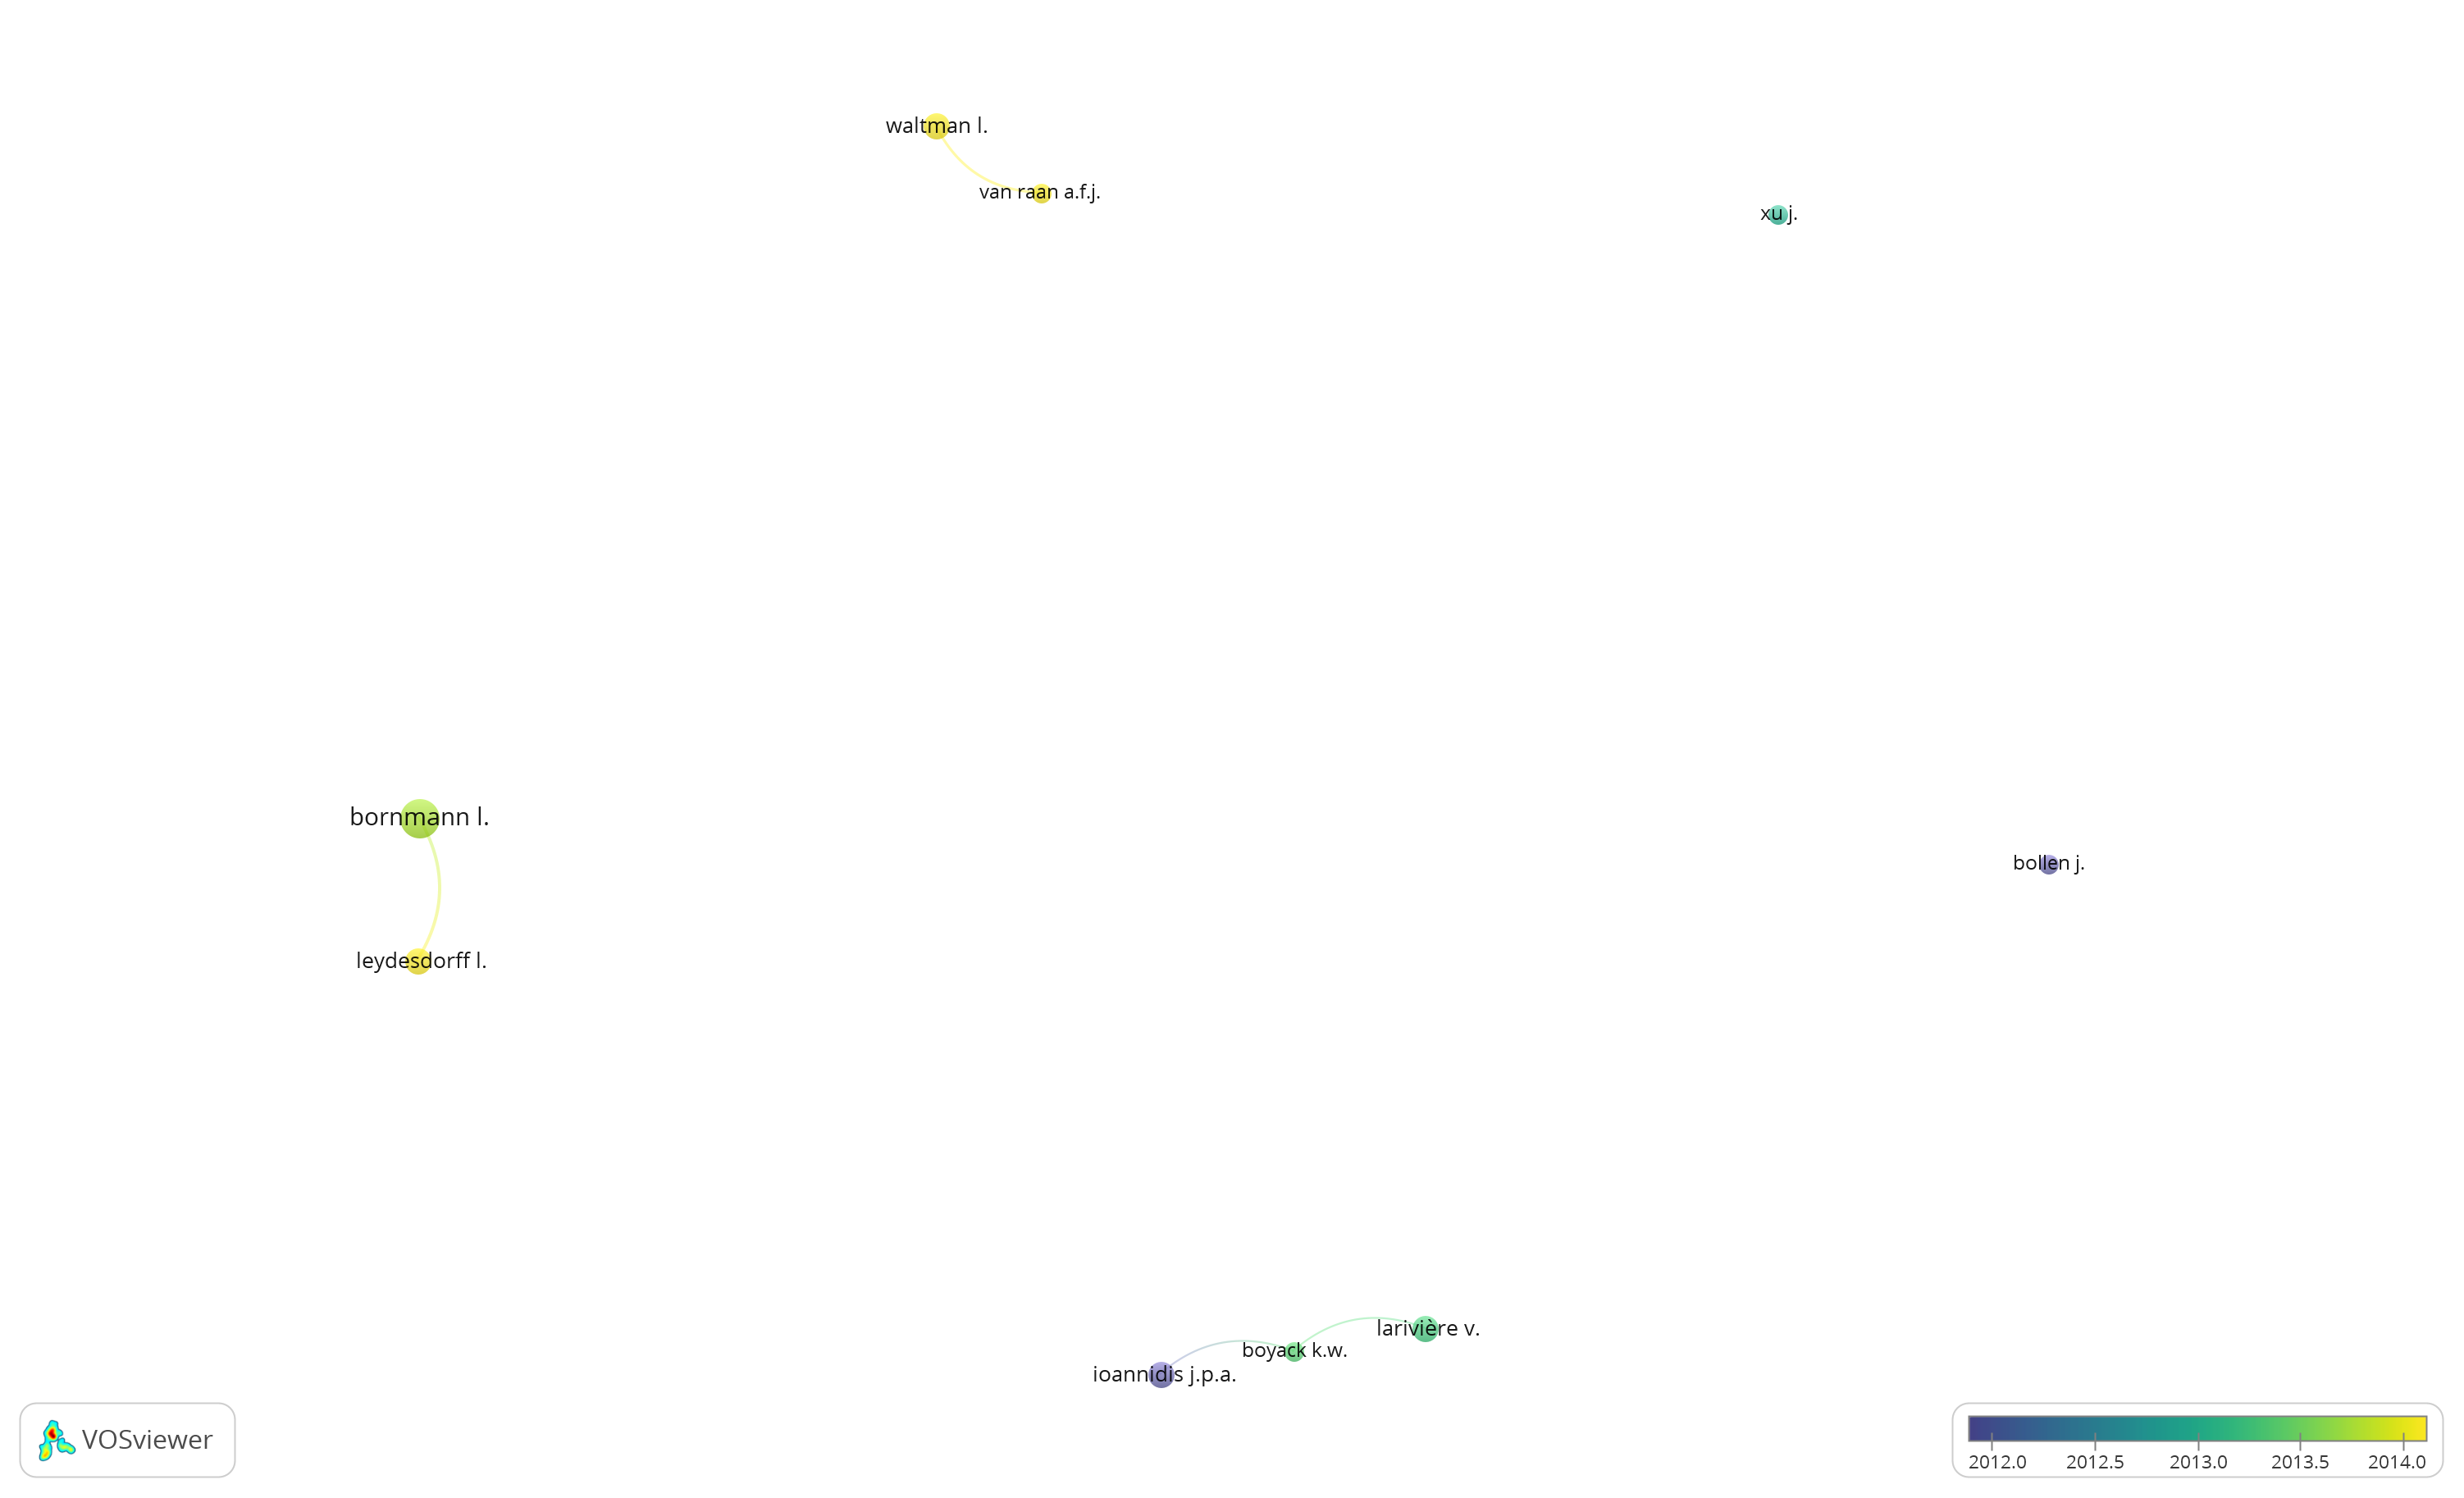 waltman l.
van raan a.f.j.
xu j.
bornmann l.
bollen j.
leydesdorff l.
larivière v.
boyack k.w.
ioannidis j.p.a.
VOSviewer
2012.0 2012.5 2013.0 2013.5 2014.0